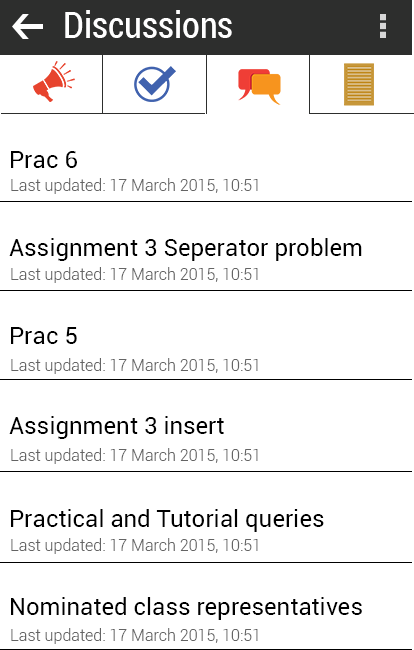 Discussions
Prac 6
Last updated: 17 March 2015, 10:51
Assignment 3 Seperator problem
Last updated: 17 March 2015, 10:51
Prac 5
Last updated: 17 March 2015, 10:51
Assignment 3 insert
Last updated: 17 March 2015, 10:51
Practical and Tutorial queries
Last updated: 17 March 2015, 10:51
Nominated class representatives
Last updated: 17 March 2015, 10:51